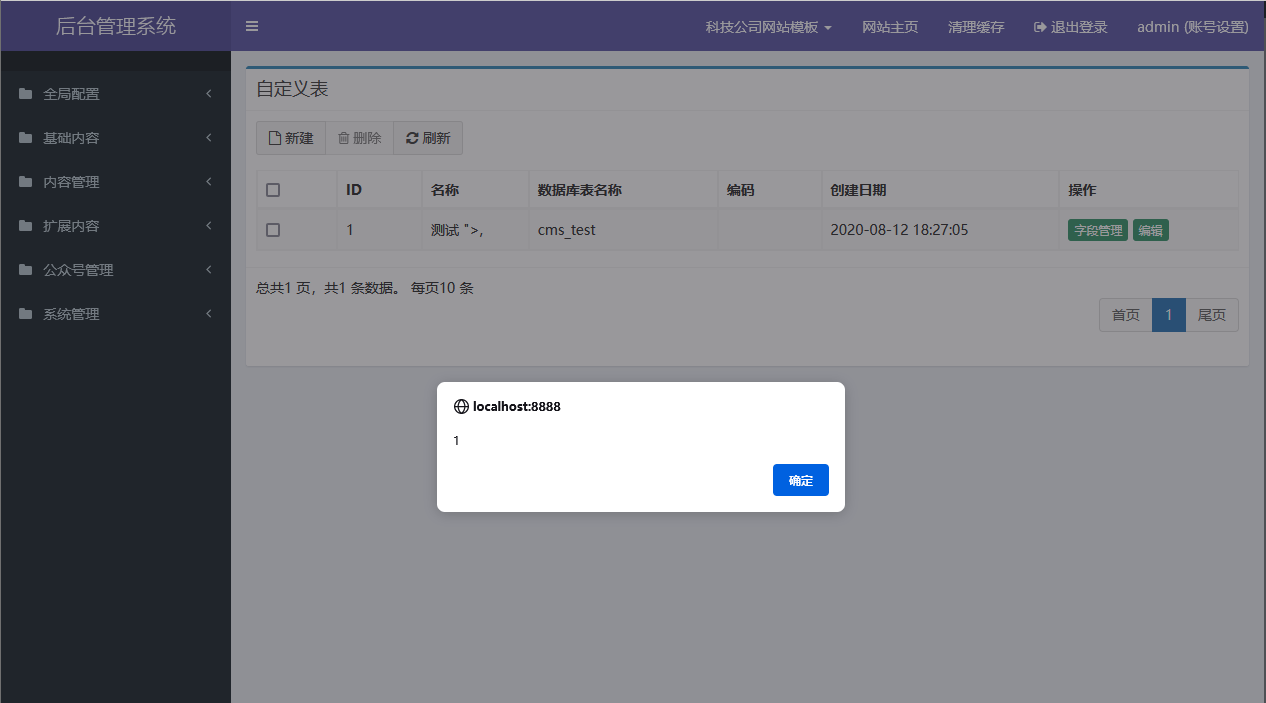 后台管理系统
科技公司网站模板 网站主页 清理缓存 退出登录 admin (账号设置)
全局配置
基础内容
内容管理
扩展内容
公众号管理
系统管理
自定义表
新建 删除 刷新
ID 名称 数据库表名称 编码 创建日期 操作
1 测试 ">, cms_test 2020-08-12 18:27:05 字段管理 编辑
总共1 页，共1 条数据。 每页10 条
首页 1 尾页
localhost:8888
1
确定